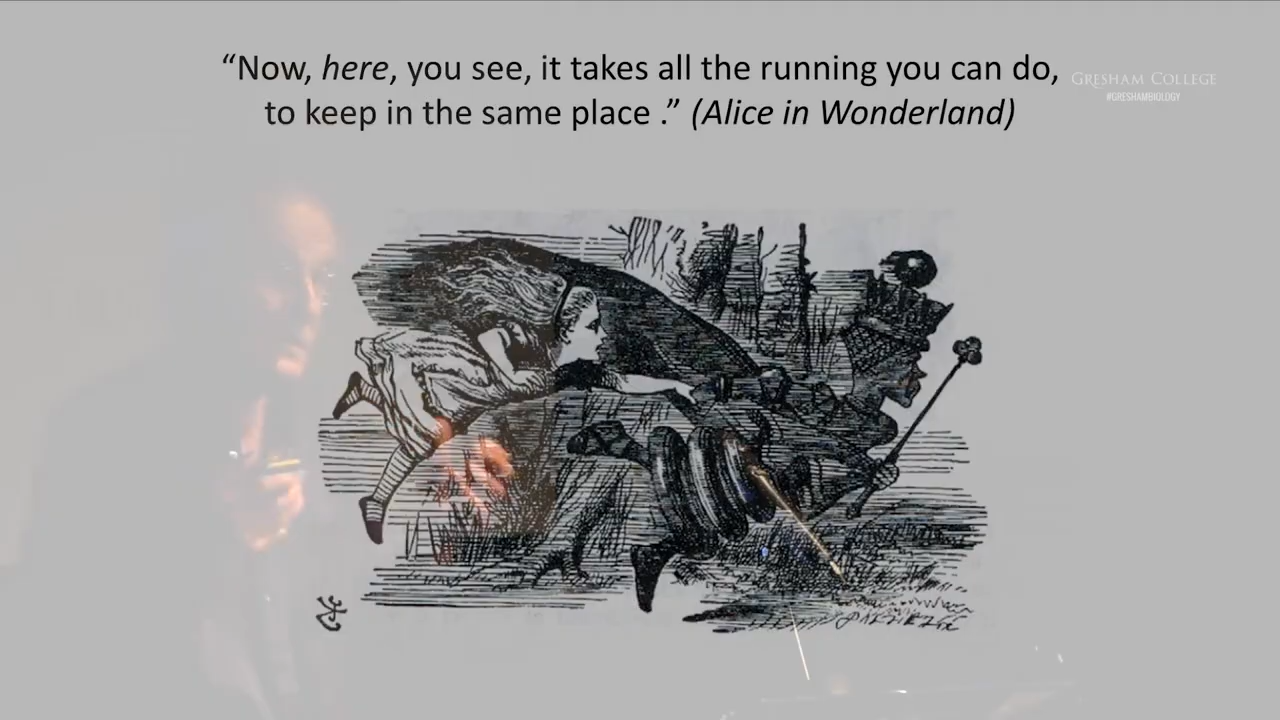 “Now, here, you see, it takes all the running you can do,
to keep in the same place .” (Alice in Wonderland)
GRESHAM COLLEGE
#GRESHAMBIOLOGY